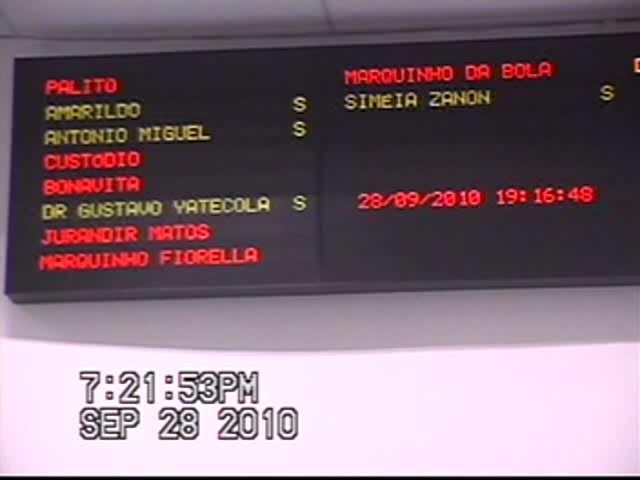 PALITO
AMARILDO S
ANTONIO MIGUEL S
CUSTODIO
BONAVITA
DR GUSTAVO YATECOLA S
JURANDIR MATOS
MARQUINHO FIORELLA
MARQUINHO DA BOLA
SIMEIA ZANON S
28/09/2010 19:16:48
7:21:53PM
SEP 28 2010